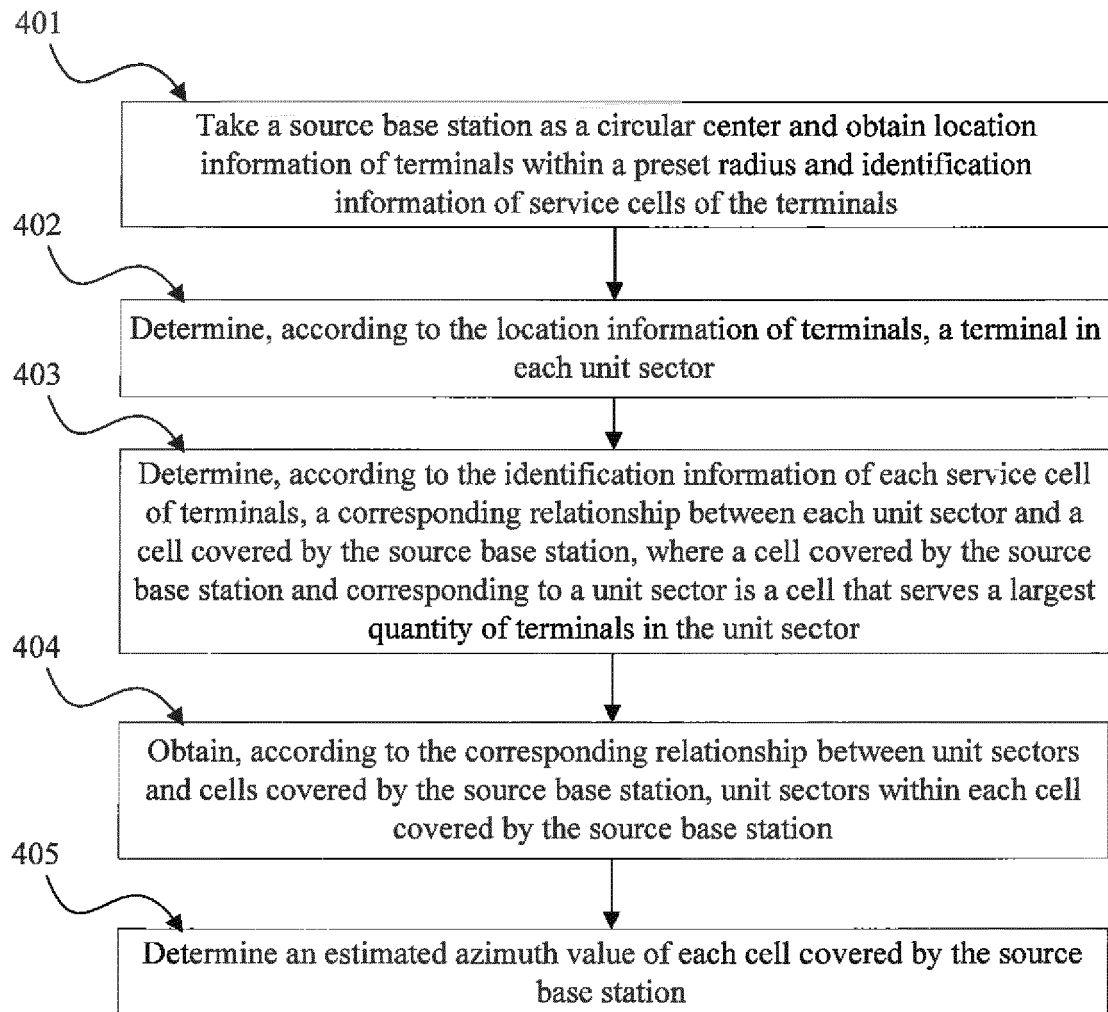 401
Take a source base station as a circular center and obtain location
information of terminals within a preset radius and identification
information of service cells of the terminals
402
Determine, according to the location information of terminals, a terminal in
each unit sector
403
Determine, according to the identification information of each service cell
of terminals, a corresponding relationship between each unit sector and a
cell covered by the source base station, where a cell covered by the source
base station and corresponding to a unit sector is a cell that serves a largest
quantity of terminals in the unit sector
404
Obtain, according to the corresponding relationship between unit sectors
and cells covered by the source base station, unit sectors within each cell
covered by the source base station
405
Determine an estimated azimuth value of each cell covered by the source
base station